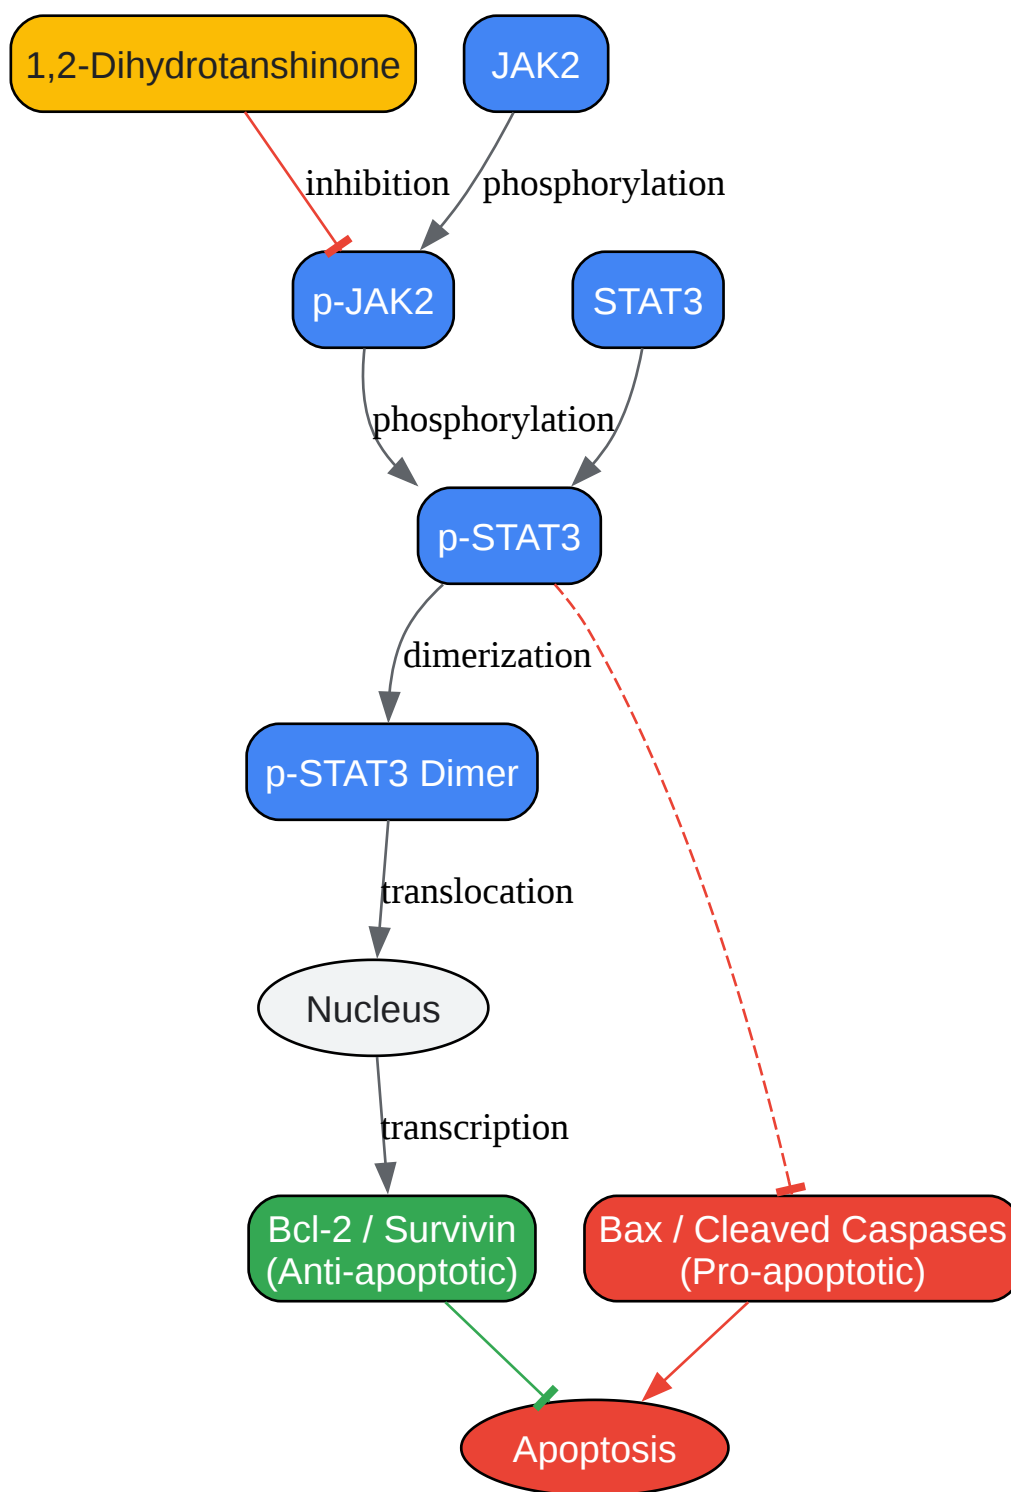 1,2-Dihydrotanshinone
JAK2
inhibition
phosphorylation
p-JAK2
STAT3
phosphorylation
p-STAT3
dimerization
p-STAT3 Dimer
translocation
Nucleus
transcription
Bcl-2 / Survivin
(Anti-apoptotic)
Bax / Cleaved Caspases
(Pro-apoptotic)
Apoptosis